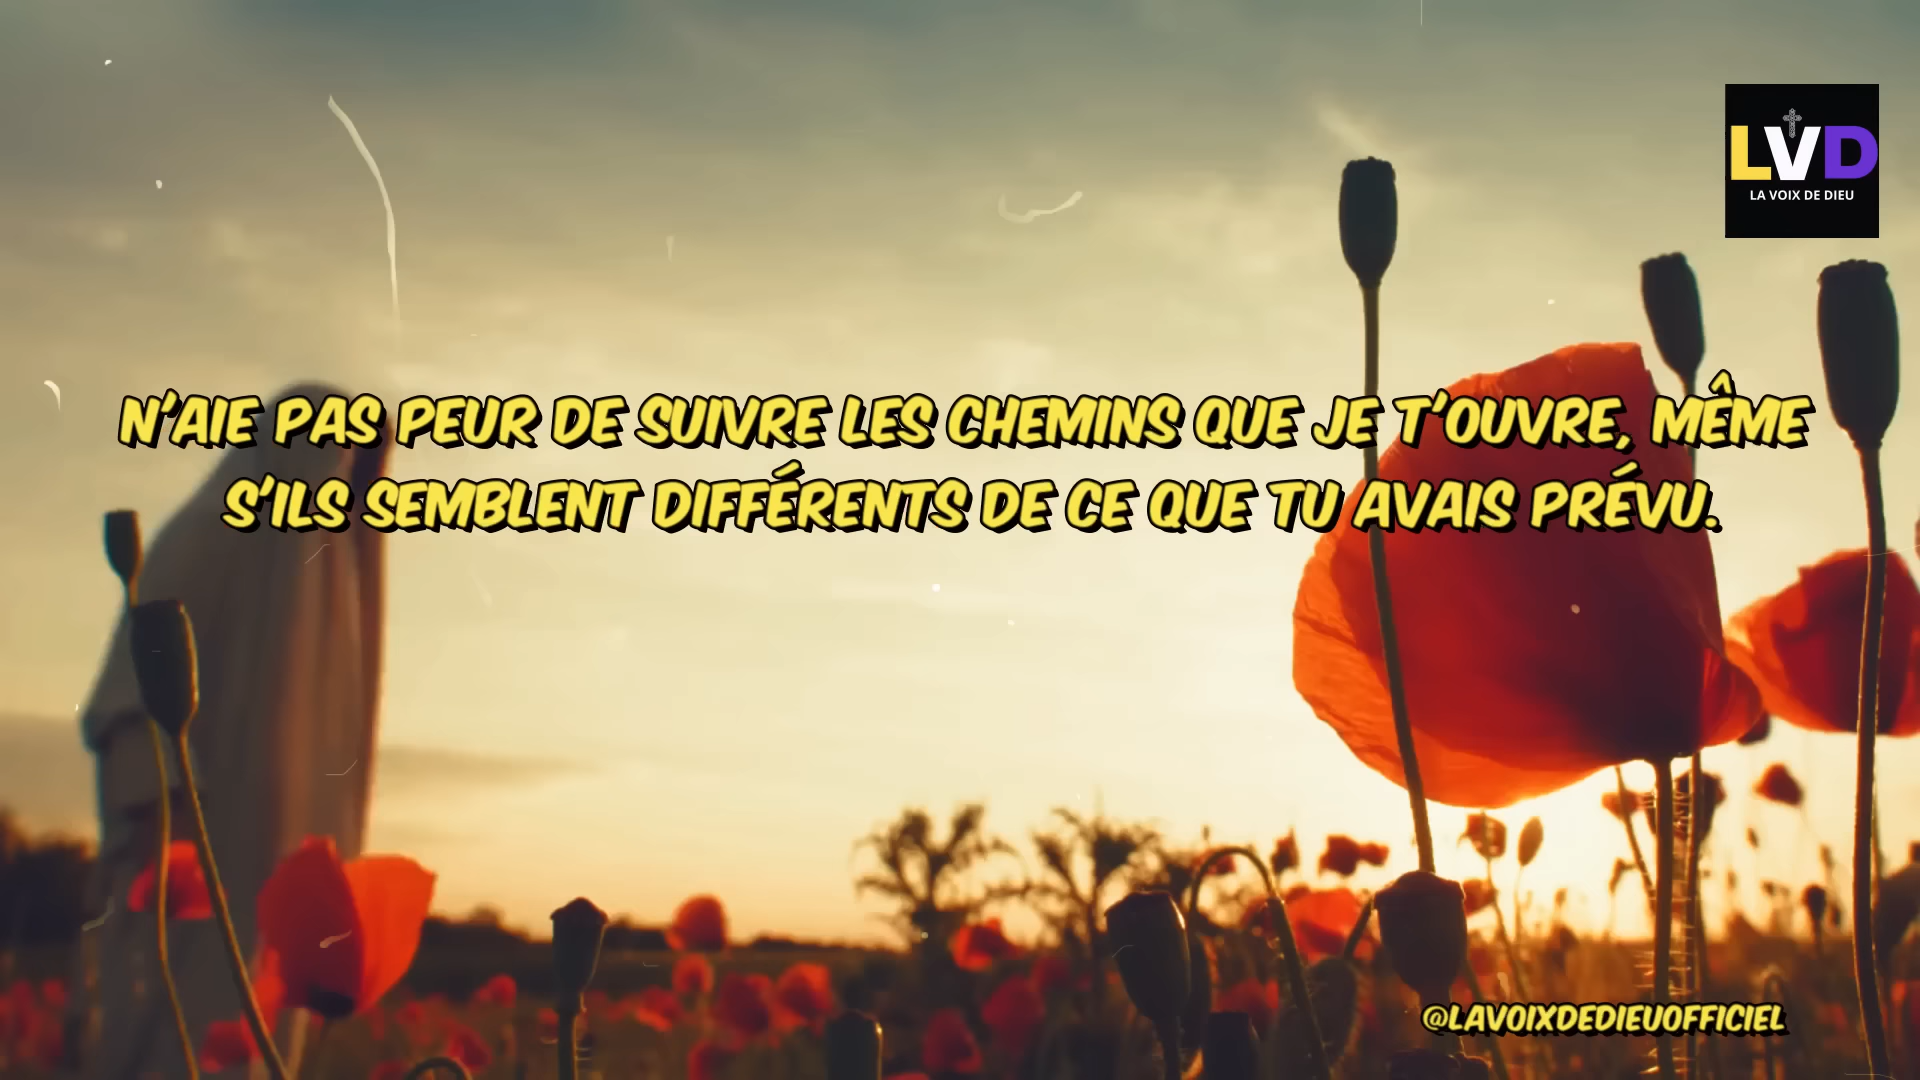 LVD
LA VOIX DE DIEU
N'AIE PAS PEUR DE SUIVRE LES CHEMINS QUE JE T'OUVRE, MÊME
S'ILS SEMBLENT DIFFÉRENTS DE CE QUE TU AVAIS PRÉVU.
@LAVOIXDEDIEUOFFICIEL